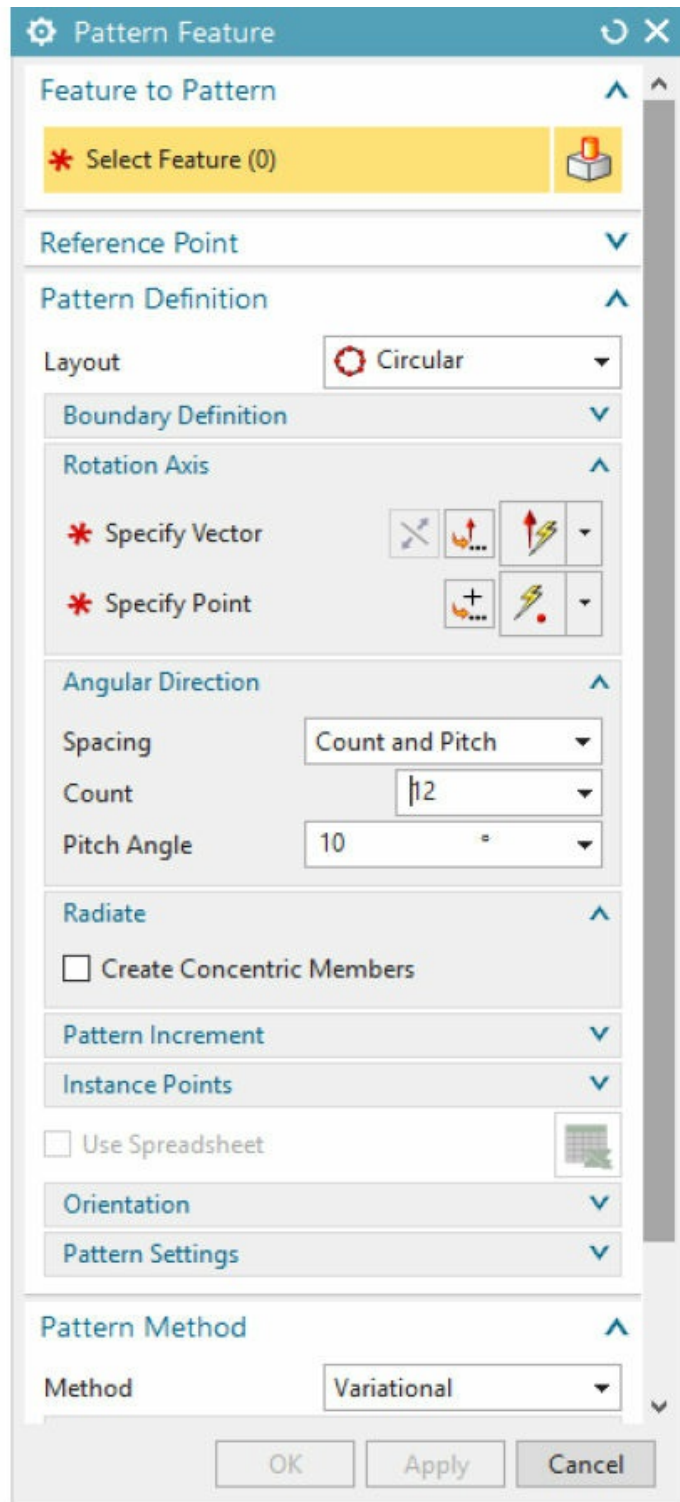 Pattern Feature
Feature to Pattern
* Select Feature (0)
Reference Point
Pattern Definition
Layout Circular
Boundary Definition
Rotation Axis
* Specify Vector
* Specify Point
Angular Direction
Spacing Count and Pitch
Count 12
Pitch Angle 10 °
Radiate
Create Concentric Members
Pattern Increment
Instance Points
Use Spreadsheet
Orientation
Pattern Settings
Pattern Method
Method Variational
OK Apply Cancel